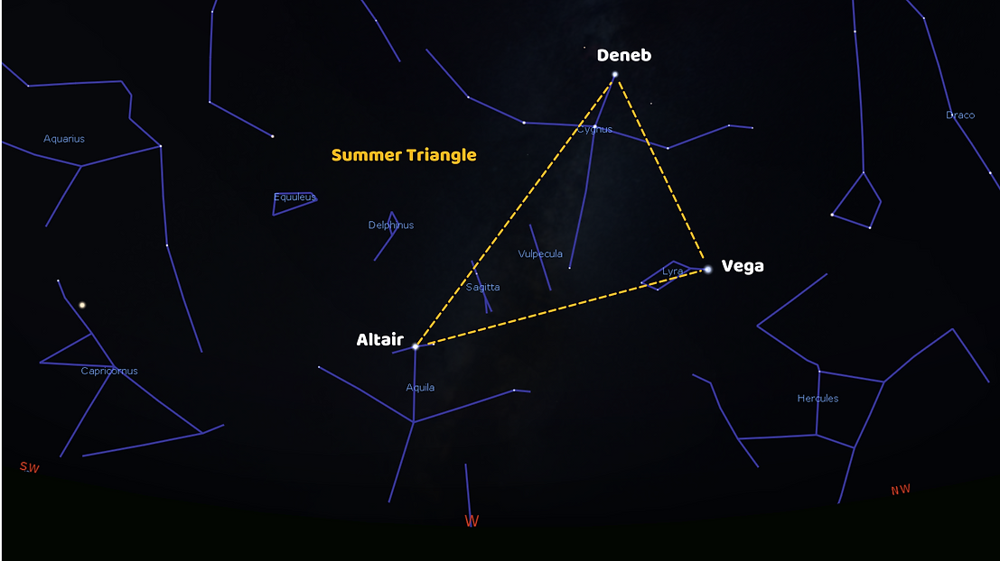 Deneb
Draco
Cygnus
Aquarius
Summer Triangle
Equuleus
Delphinus
Vulpecula
Lyra
Vega
Sagitta
Altair
Capricornus
Aquila
Hercules
SW
NW
W